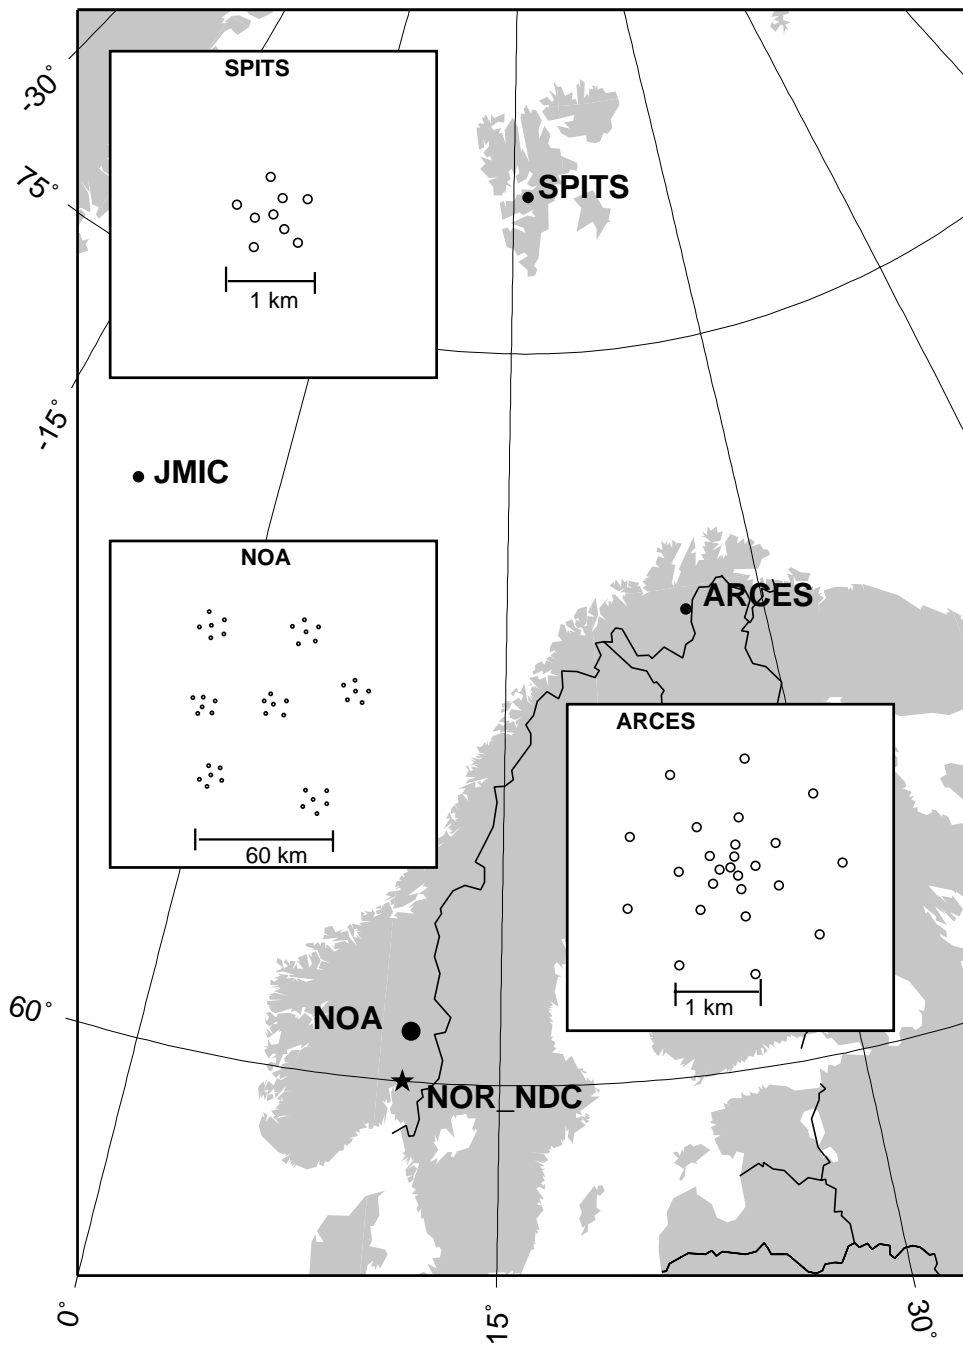 -30°
SPITS
75°
SPITS
1 km
-15°
JMIC
NOA
ARCES
ARCES
60 km
1 km
60°
NOA
NOR_NDC
0°
15°
30°